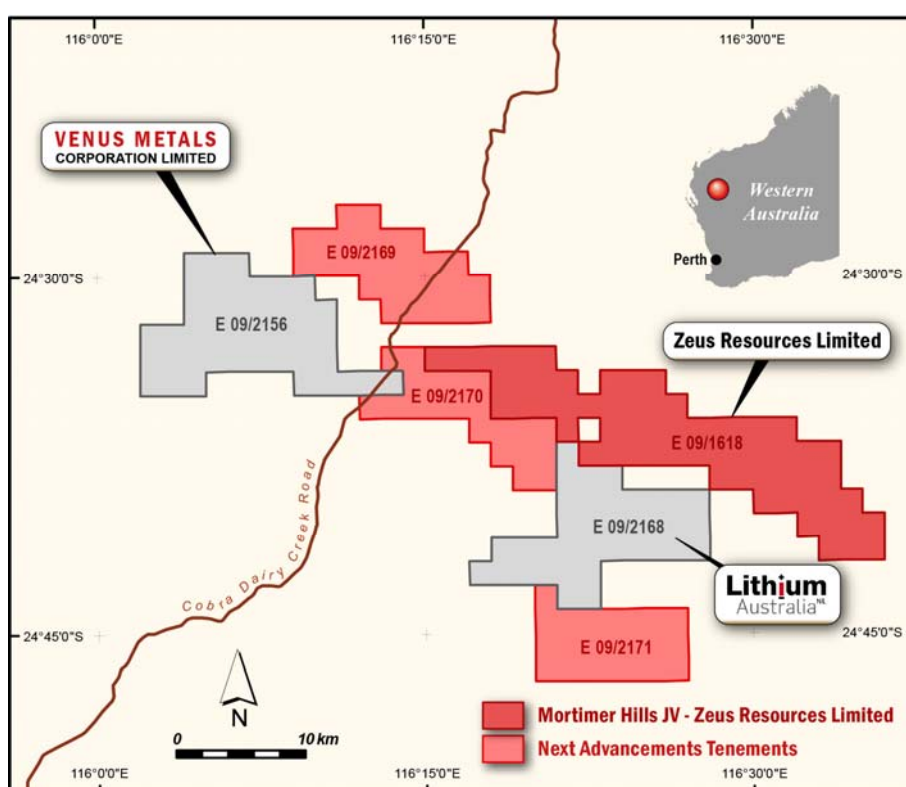 116°0'0"E
116°15'0"E
116°30'0"E
VENUS METALS
CORPORATION LIMITED
Western
Australia
Perth
E 09/2169
24°30'0"S
24°30'0"S
E 09/2156
Zeus Resources Limited
E 09/2170
E 09/1618
E 09/2168
Cobra Dairy Creek Road
Lithium
Australia NL
24°45'0"S
24°45'0"S
E 09/2171
N
0 10 km
Mortimer Hills JV - Zeus Resources Limited
Next Advancements Tenements
116°0'0"E
116°15'0"E
116°30'0"E